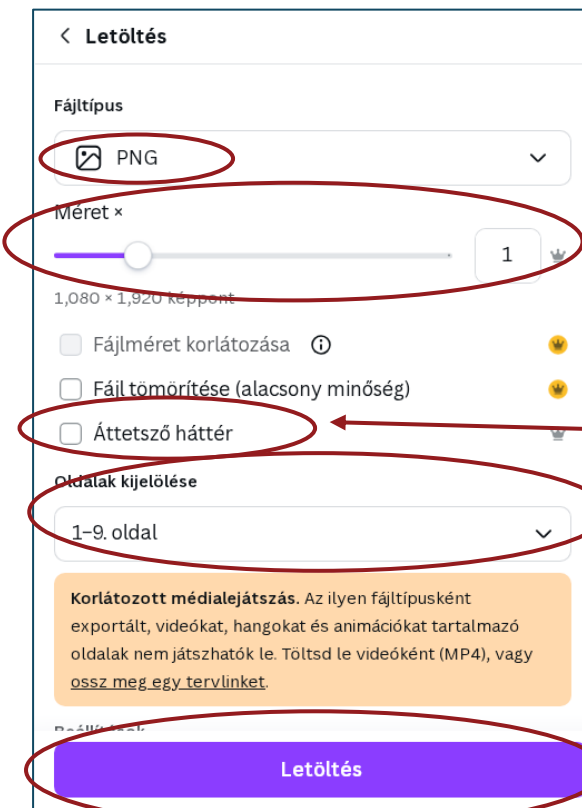 Letöltés
Fájltípus
PNG
Méret ×
1
1,080 × 1,920 képpont
Fájlméret korlátozása
Fájl tömörítése (alacsony minőség)
Áttetsző háttér
Oldalak kijelölése
1–9. oldal
Korlátozott médialejátszás. Az ilyen fájltípusként
exportált, videókat, hangokat és animációkat tartalmazó
oldalak nem játszhatók le. Töltsd le videóként (MP4), vagy
ossz meg egy tervlinket.
Beállítások
Letöltés